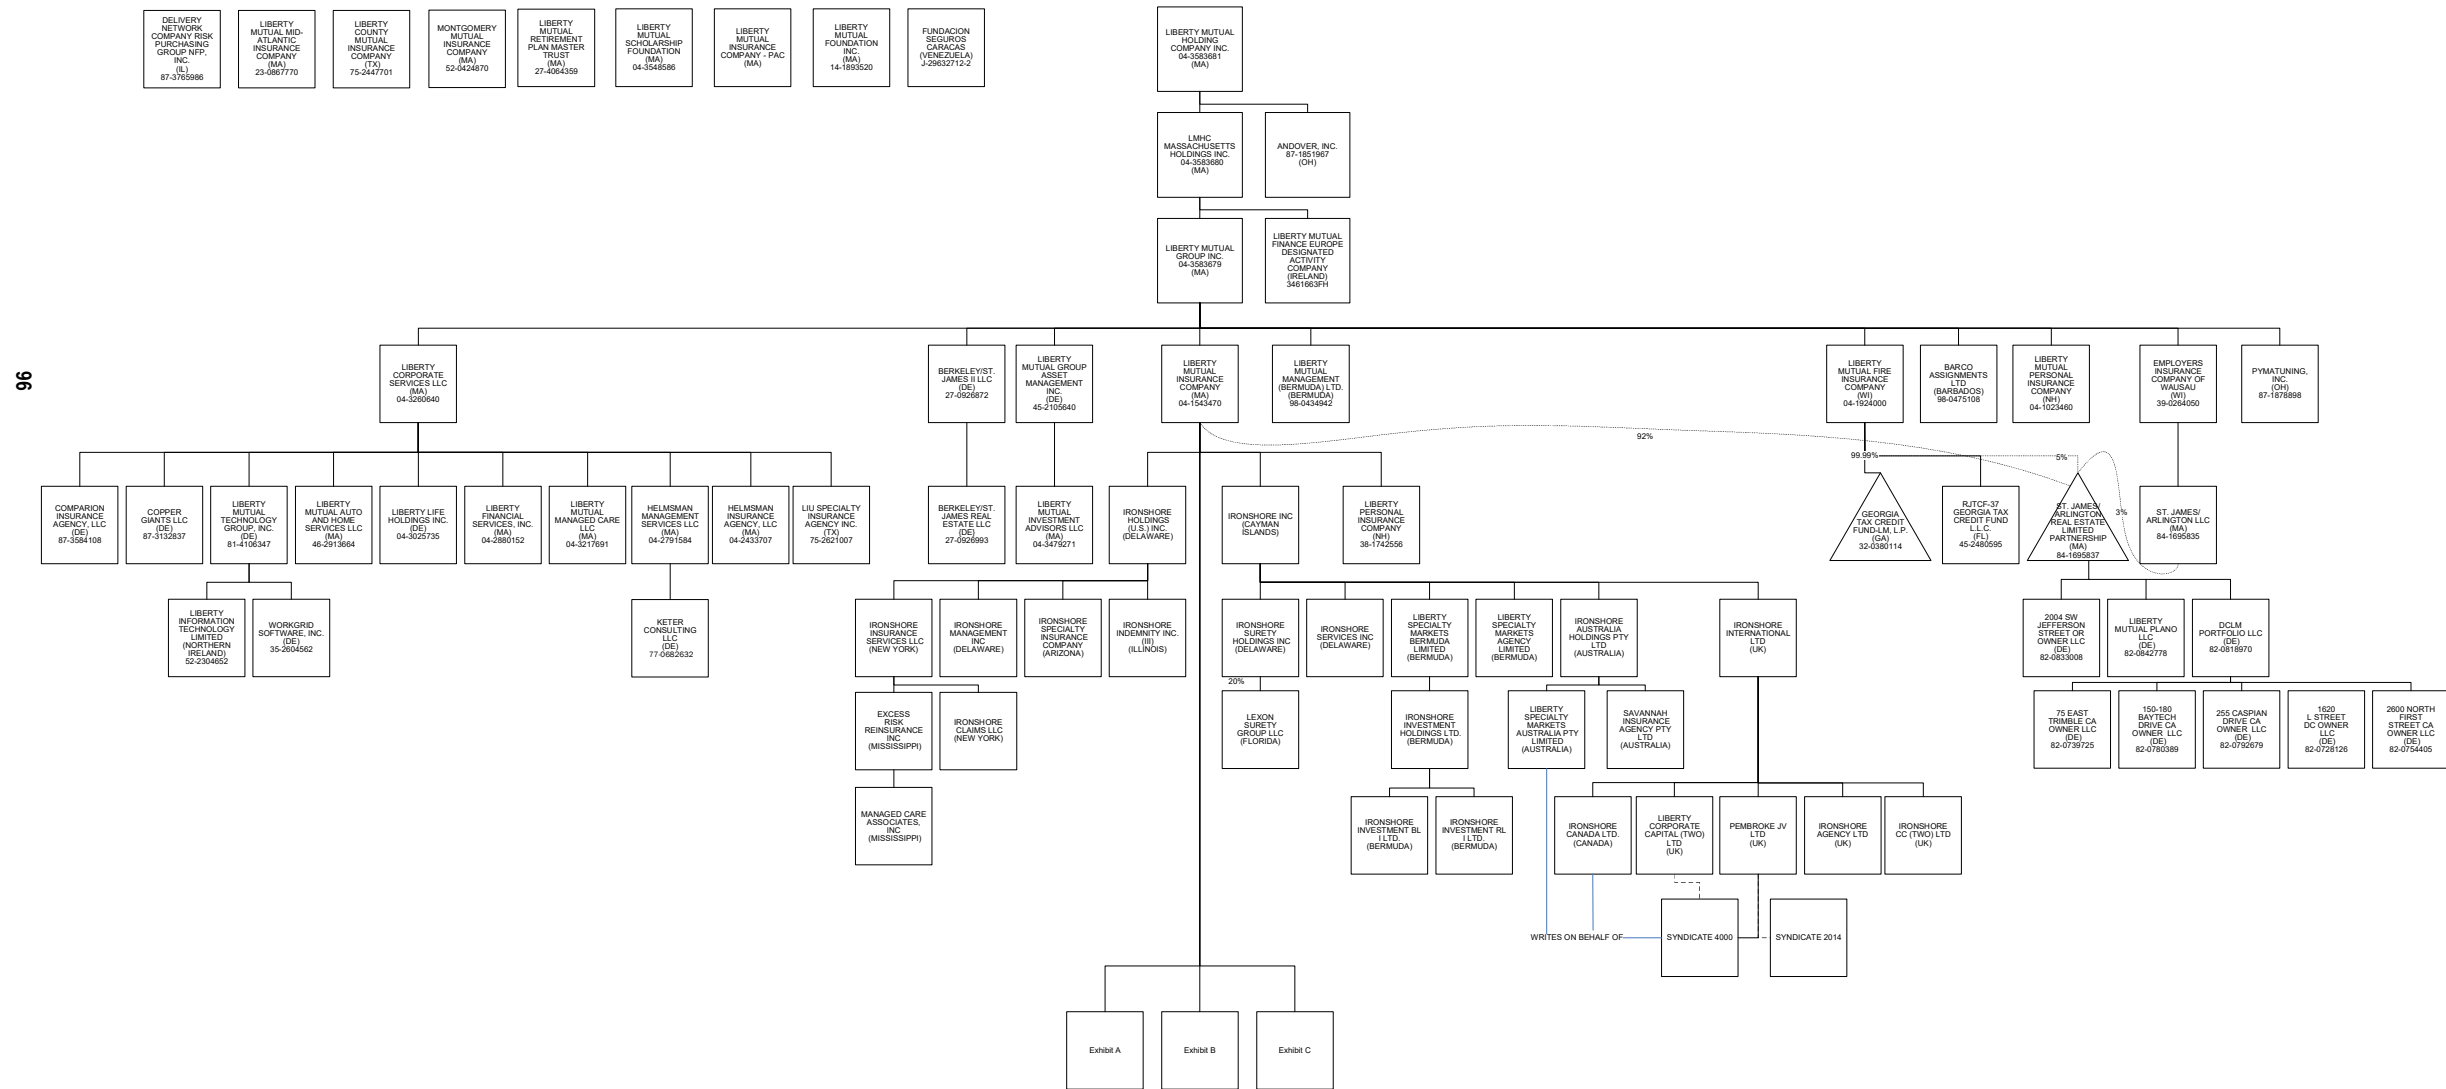 DELIVERY
NETWORK
COMPANY RISK
PURCHASING
GROUP NFP,
INC.
(IL)
87-3765986
LIBERTY
MUTUAL MID-
ATLANTIC
INSURANCE
COMPANY
(MA)
23-0867770
LIBERTY
COUNTY
MUTUAL
INSURANCE
COMPANY
(TX)
75-2447701
MONTGOMERY
MUTUAL
INSURANCE
COMPANY
(MA)
52-0424870
LIBERTY
MUTUAL
RETIREMENT
PLAN MASTER
TRUST
(MA)
27-4064359
LIBERTY
MUTUAL
SCHOLARSHIP
FOUNDATION
(MA)
04-3548586
LIBERTY
MUTUAL
INSURANCE
COMPANY - PAC
(MA)
LIBERTY
MUTUAL
FOUNDATION
INC.
(MA)
14-1893520
FUNDACION
SEGUROS
CARACAS
(VENEZUELA)
J-29632712-2
LIBERTY MUTUAL
HOLDING
COMPANY INC.
04-3583681
(MA)
LMHC
MASSACHUSETTS
HOLDINGS INC.
04-3583680
(MA)
ANDOVER, INC.
87-1851967
(OH)
LIBERTY MUTUAL
GROUP INC.
04-3583679
(MA)
LIBERTY MUTUAL
FINANCE EUROPE
DESIGNATED
ACTIVITY
COMPANY
(IRELAND)
3461663FH
96
LIBERTY
CORPORATE
SERVICES LLC
(MA)
04-3260640
BERKELEY/ST.
JAMES II LLC
(DE)
27-0926872
LIBERTY
MUTUAL GROUP
ASSET
MANAGEMENT
INC.
(DE)
45-2105640
LIBERTY
MUTUAL
INSURANCE
COMPANY
(MA)
04-1543470
LIBERTY
MUTUAL
MANAGEMENT
(BERMUDA) LTD.
(BERMUDA)
98-0434942
LIBERTY
MUTUAL FIRE
INSURANCE
COMPANY
(WI)
04-1924000
BARCO
ASSIGNMENTS
LTD
(BARBADOS)
98-0475108
LIBERTY
MUTUAL
PERSONAL
INSURANCE
COMPANY
(NH)
04-1023460
EMPLOYERS
INSURANCE
COMPANY OF
WAUSAU
(WI)
39-0264050
PYMATUNING,
INC.
(OH)
87-1878898
92%
99.99%
5%
3%
COMPARION
INSURANCE
AGENCY, LLC
(DE)
87-3584108
COPPER
GIANTS LLC
(DE)
87-3132837
LIBERTY
MUTUAL
TECHNOLOGY
GROUP, INC.
(DE)
81-4106347
LIBERTY
MUTUAL AUTO
AND HOME
SERVICES LLC
(MA)
46-2913664
LIBERTY LIFE
HOLDINGS INC.
(DE)
04-3025735
LIBERTY
FINANCIAL
SERVICES, INC.
(MA)
04-2880152
LIBERTY
MUTUAL
MANAGED CARE
LLC
(MA)
04-3217691
HELMSMAN
MANAGEMENT
SERVICES LLC
(MA)
04-2791584
HELMSMAN
INSURANCE
AGENCY, LLC
(MA)
04-2433707
LIU SPECIALTY
INSURANCE
AGENCY INC.
(TX)
75-2621007
BERKELEY/ST.
JAMES REAL
ESTATE LLC
(DE)
27-0926993
LIBERTY
MUTUAL
INVESTMENT
ADVISORS LLC
(MA)
04-3479271
IRONSHORE
HOLDINGS
(U.S.) INC.
(DELAWARE)
IRONSHORE INC
(CAYMAN
ISLANDS)
LIBERTY
PERSONAL
INSURANCE
COMPANY
(NH)
38-1742556
GEORGIA
TAX CREDIT
FUND-LM, L.P.
(GA)
32-0380114
RJTCF-37
GEORGIA TAX
CREDIT FUND
L.L.C.
(FL)
45-2480595
ST. JAMES/
ARLINGTON
REAL ESTATE
LIMITED
PARTNERSHIP
(MA)
84-1695837
ST. JAMES/
ARLINGTON LLC
(MA)
84-1695835
LIBERTY
INFORMATION
TECHNOLOGY
LIMITED
(NORTHERN
IRELAND)
52-2304652
WORKGRID
SOFTWARE, INC.
(DE)
35-2604562
KETER
CONSULTING
LLC
(DE)
77-0682632
IRONSHORE
INSURANCE
SERVICES LLC
(NEW YORK)
IRONSHORE
MANAGEMENT
INC
(DELAWARE)
IRONSHORE
SPECIALTY
INSURANCE
COMPANY
(ARIZONA)
IRONSHORE
INDEMNITY INC.
(III)
(ILLINOIS)
IRONSHORE
SURETY
HOLDINGS INC
(DELAWARE)
IRONSHORE
SERVICES INC
(DELAWARE)
LIBERTY
SPECIALTY
MARKETS
BERMUDA
LIMITED
(BERMUDA)
LIBERTY
SPECIALTY
MARKETS
AGENCY
LIMITED
(BERMUDA)
IRONSHORE
AUSTRALIA
HOLDINGS PTY
LTD
(AUSTRALIA)
IRONSHORE
INTERNATIONAL
LTD
(UK)
2004 SW
JEFFERSON
STREET OR
OWNER LLC
(DE)
82-0833008
LIBERTY
MUTUAL PLANO
LLC
(DE)
82-0842778
DCLM
PORTFOLIO LLC
(DE)
82-0818970
20%
EXCESS
RISK
REINSURANCE
INC
(MISSISSIPPI)
IRONSHORE
CLAIMS LLC
(NEW YORK)
LEXON
SURETY
GROUP LLC
(FLORIDA)
IRONSHORE
INVESTMENT
HOLDINGS LTD.
(BERMUDA)
LIBERTY
SPECIALTY
MARKETS
AUSTRALIA PTY
LIMITED
(AUSTRALIA)
SAVANNAH
INSURANCE
AGENCY PTY
LTD
(AUSTRALIA)
75 EAST
TRIMBLE CA
OWNER LLC
(DE)
82-0739725
150-180
BAYTECH
DRIVE CA
OWNER LLC
(DE)
82-0780389
255 CASPIAN
DRIVE CA
OWNER LLC
(DE)
82-0792679
1620
L STREET
DC OWNER
LLC
(DE)
82-0728126
2600 NORTH
FIRST
STREET CA
OWNER LLC
(DE)
82-0754405
MANAGED CARE
ASSOCIATES,
INC
(MISSISSIPPI)
IRONSHORE
INVESTMENT BL
I LTD.
(BERMUDA)
IRONSHORE
INVESTMENT RL
I LTD.
(BERMUDA)
IRONSHORE
CANADA LTD.
(CANADA)
LIBERTY
CORPORATE
CAPITAL (TWO)
LTD
(UK)
PEMBROKE JV
LTD
(UK)
IRONSHORE
AGENCY LTD
(UK)
IRONSHORE
CC (TWO) LTD
(UK)
WRITES ON BEHALF OF
SYNDICATE 4000
SYNDICATE 2014
Exhibit A
Exhibit B
Exhibit C